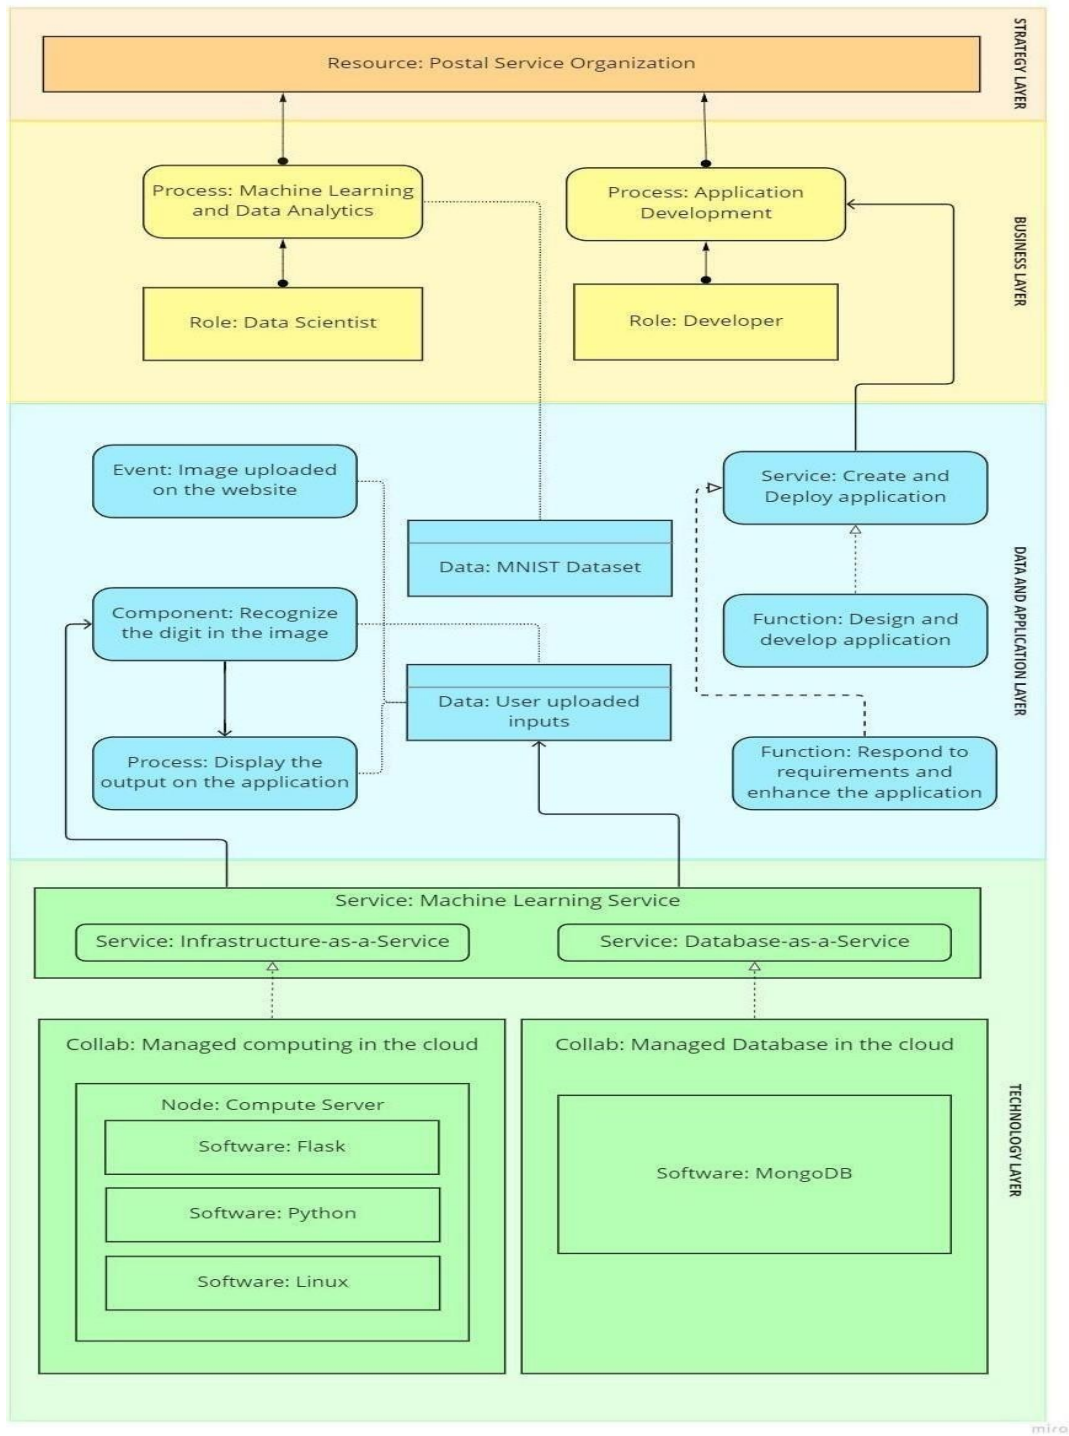 STRATEGY LAYER
Resource: Postal Service Organization
BUSINESS LAYER
Process: Machine Learning
and Data Analytics
Process: Application
Development
Role: Data Scientist
Role: Developer
DATA AND APPLICATION LAYER
Event: Image uploaded
on the website
Service: Create and
Deploy application
Data: MNIST Dataset
Component: Recognize
the digit in the image
Function: Design and
develop application
Data: User uploaded
inputs
Process: Display the
output on the application
Function: Respond to
requirements and
enhance the application
Service: Machine Learning Service
Service: Infrastructure-as-a-Service
Service: Database-as-a-Service
TECHNOLOGY LAYER
Collab: Managed computing in the cloud
Collab: Managed Database in the cloud
Node: Compute Server
Software: Flask
Software: Python
Software: Linux
Software: MongoDB
miro